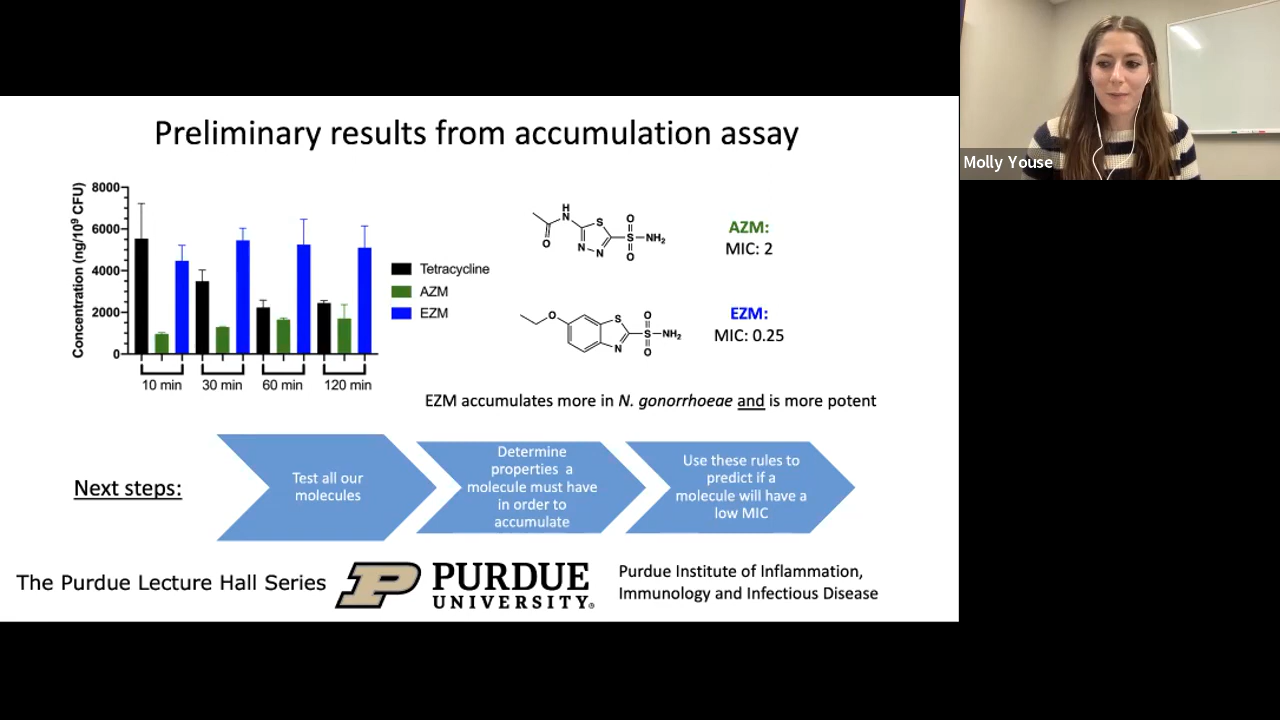 Preliminary results from accumulation assay
Molly Youse
Concentration (ng/10⁹ CFU)
8000
6000
4000
2000
0
10 min
30 min
60 min
120 min
Tetracycline
AZM
EZM
H
N
O
S
N
N
O
S
O
NH₂
AZM:
MIC: 2
O
S
N
O
S
O
NH₂
EZM:
MIC: 0.25
EZM accumulates more in N. gonorrhoeae and is more potent
Next steps:
Test all our
molecules
Determine
properties a
molecule must have
in order to
accumulate
Use these rules to
predict if a
molecule will have a
low MIC
The Purdue Lecture Hall Series
P
PURDUE
UNIVERSITY®
Purdue Institute of Inflammation,
Immunology and Infectious Disease